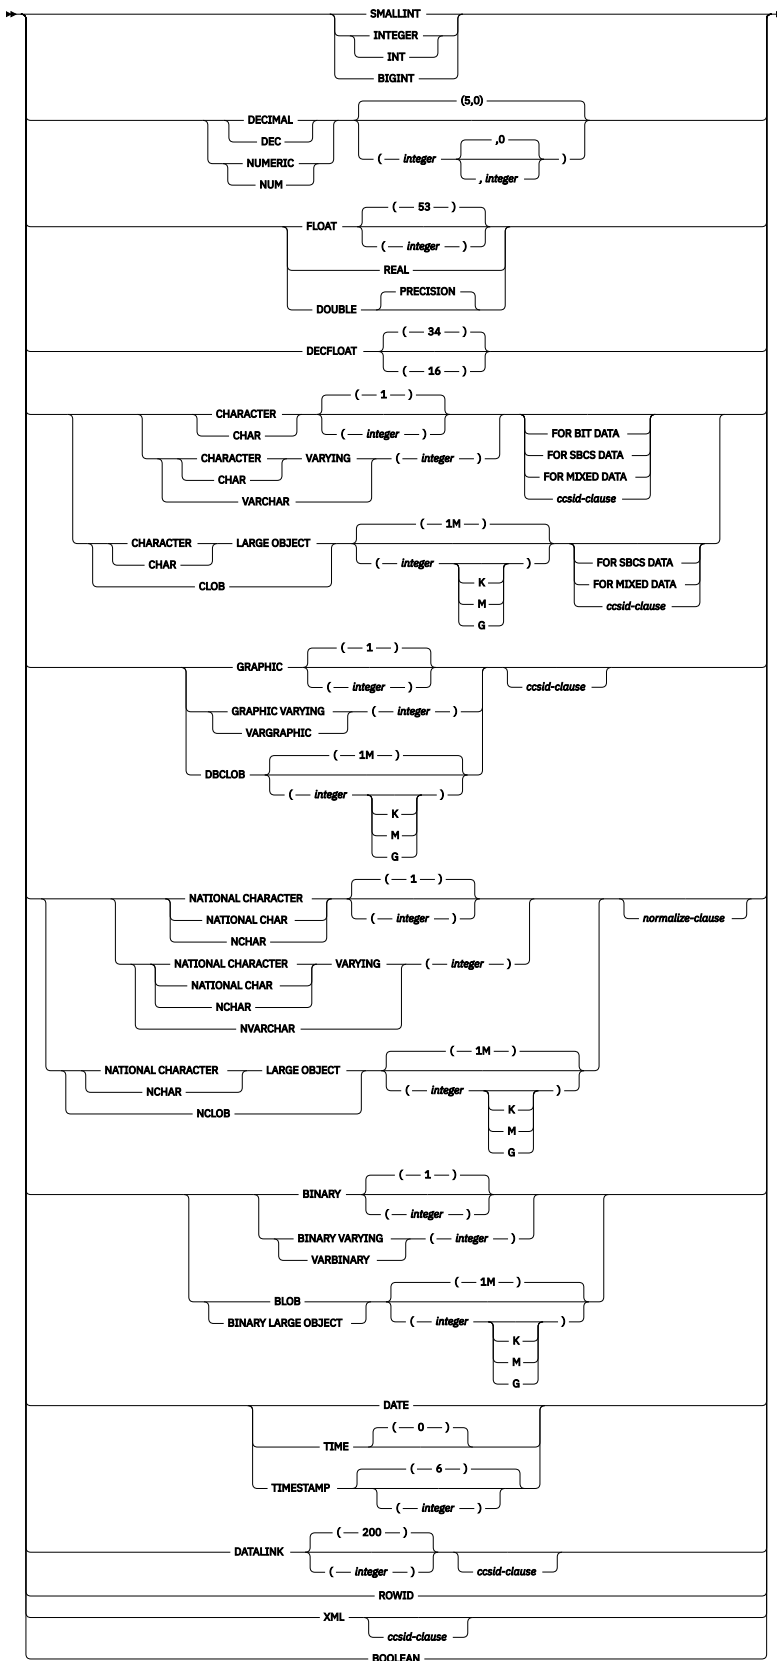 SMALLINT
INTEGER
INT
BIGINT
(5,0)
DECIMAL
DEC
,0
NUMERIC
( integer )
NUM
, integer
( 53 )
FLOAT
( integer )
REAL
PRECISION
DOUBLE
( 34 )
DECFLOAT
( 16 )
( 1 )
CHARACTER
CHAR
( integer )
FOR BIT DATA
CHARACTER VARYING ( integer )
FOR SBCS DATA
CHAR
FOR MIXED DATA
VARCHAR
ccsid-clause
( 1M )
CHARACTER LARGE OBJECT
CHAR
( integer )
FOR SBCS DATA
CLOB
K
FOR MIXED DATA
M
ccsid-clause
G
( 1 )
GRAPHIC
( integer )
ccsid-clause
GRAPHIC VARYING ( integer )
VARGRAPHIC
( 1M )
DBCLOB
( integer )
K
M
G
( 1 )
NATIONAL CHARACTER
NATIONAL CHAR
( integer )
normalize-clause
NCHAR
NATIONAL CHARACTER VARYING ( integer )
NATIONAL CHAR
NCHAR
NVARCHAR
( 1M )
NATIONAL CHARACTER LARGE OBJECT
NCHAR
( integer )
NCLOB
K
M
G
( 1 )
BINARY
( integer )
BINARY VARYING ( integer )
VARBINARY
( 1M )
BLOB
BINARY LARGE OBJECT
( integer )
K
M
G
DATE
( 0 )
TIME
( 6 )
TIMESTAMP
( integer )
( 200 )
DATALINK
( integer )
ccsid-clause
ROWID
XML
ccsid-clause
BOOLEAN